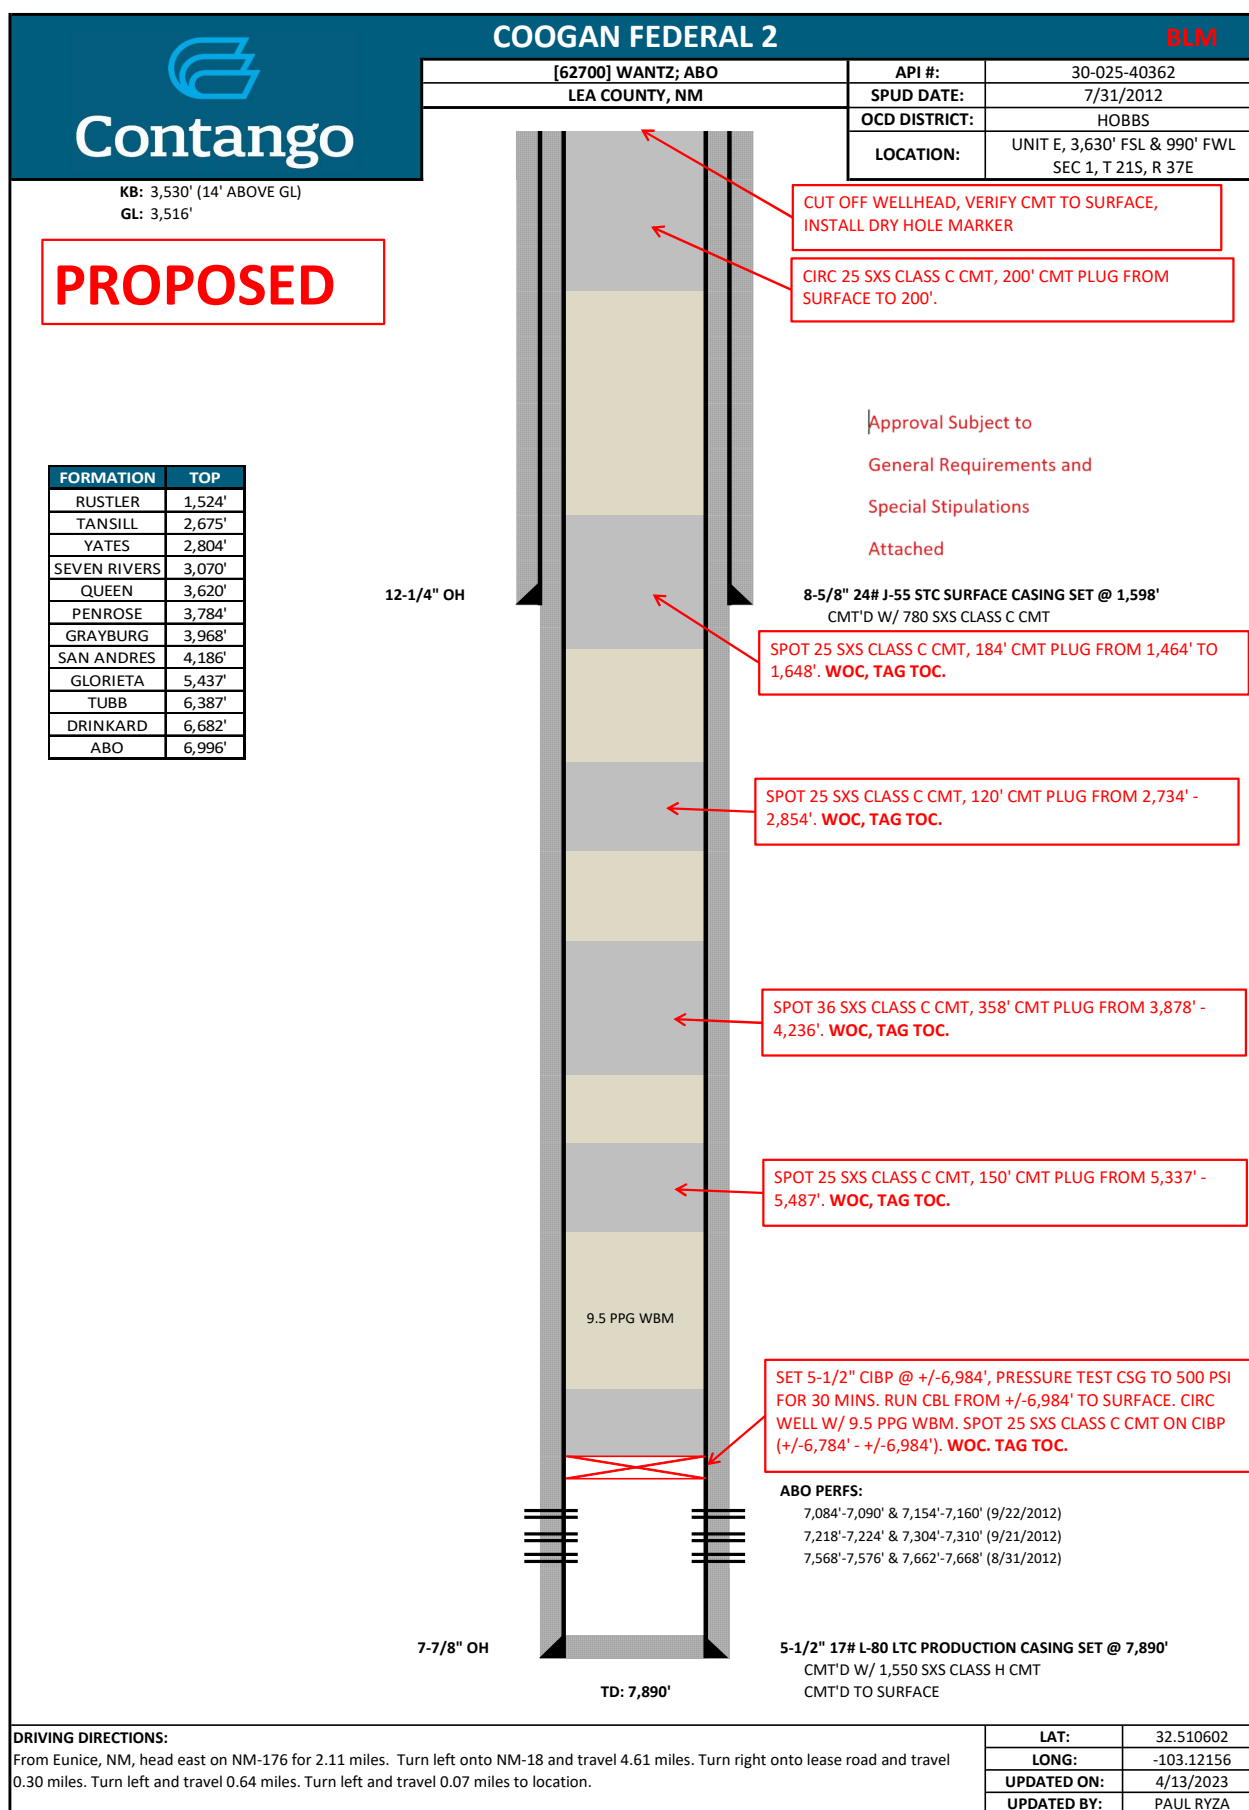 COOGAN FEDERAL 2
BLM
Contango
[62700] WANTZ; ABO
LEA COUNTY, NM
API #: 30-025-40362
SPUD DATE: 7/31/2012
OCD DISTRICT: HOBBS
LOCATION: UNIT E, 3,630' FSL & 990' FWL
SEC 1, T 21S, R 37E
KB: 3,530' (14' ABOVE GL)
GL: 3,516'
PROPOSED
CUT OFF WELLHEAD, VERIFY CMT TO SURFACE,
INSTALL DRY HOLE MARKER
CIRC 25 SXS CLASS C CMT, 200' CMT PLUG FROM
SURFACE TO 200'.
Approval Subject to
General Requirements and
Special Stipulations
Attached
FORMATION TOP
RUSTLER 1,524'
TANSILL 2,675'
YATES 2,804'
SEVEN RIVERS 3,070'
QUEEN 3,620'
PENROSE 3,784'
GRAYBURG 3,968'
SAN ANDRES 4,186'
GLORIETA 5,437'
TUBB 6,387'
DRINKARD 6,682'
ABO 6,996'
12-1/4" OH
8-5/8" 24# J-55 STC SURFACE CASING SET @ 1,598'
CMT'D W/ 780 SXS CLASS C CMT
SPOT 25 SXS CLASS C CMT, 184' CMT PLUG FROM 1,464' TO
1,648'. WOC, TAG TOC.
SPOT 25 SXS CLASS C CMT, 120' CMT PLUG FROM 2,734' -
2,854'. WOC, TAG TOC.
SPOT 36 SXS CLASS C CMT, 358' CMT PLUG FROM 3,878' -
4,236'. WOC, TAG TOC.
SPOT 25 SXS CLASS C CMT, 150' CMT PLUG FROM 5,337' -
5,487'. WOC, TAG TOC.
9.5 PPG WBM
SET 5-1/2" CIBP @ +/-6,984', PRESSURE TEST CSG TO 500 PSI
FOR 30 MINS. RUN CBL FROM +/-6,984' TO SURFACE. CIRC
WELL W/ 9.5 PPG WBM. SPOT 25 SXS CLASS C CMT ON CIBP
(+/-6,784' - +/-6,984'). WOC. TAG TOC.
ABO PERFS:
7,084'-7,090' & 7,154'-7,160' (9/22/2012)
7,218'-7,224' & 7,304'-7,310' (9/21/2012)
7,568'-7,576' & 7,662'-7,668' (8/31/2012)
7-7/8" OH
5-1/2" 17# L-80 LTC PRODUCTION CASING SET @ 7,890'
CMT'D W/ 1,550 SXS CLASS H CMT
CMT'D TO SURFACE
TD: 7,890'
DRIVING DIRECTIONS:
From Eunice, NM, head east on NM-176 for 2.11 miles. Turn left onto NM-18 and travel 4.61 miles. Turn right onto lease road and travel
0.30 miles. Turn left and travel 0.64 miles. Turn left and travel 0.07 miles to location.
LAT: 32.510602
LONG: -103.12156
UPDATED ON: 4/13/2023
UPDATED BY: PAUL RYZA